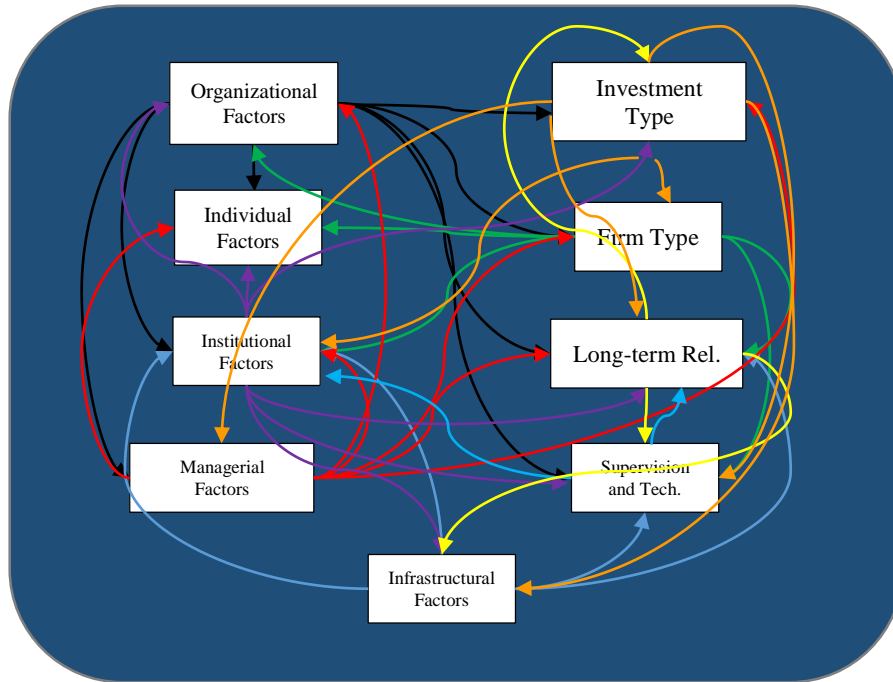 Organizational
Factors
Investment
Type
Individual
Factors
Firm Type
Institutional
Factors
Long-term Rel.
Managerial
Factors
Supervision
and Tech.
Infrastructural
Factors